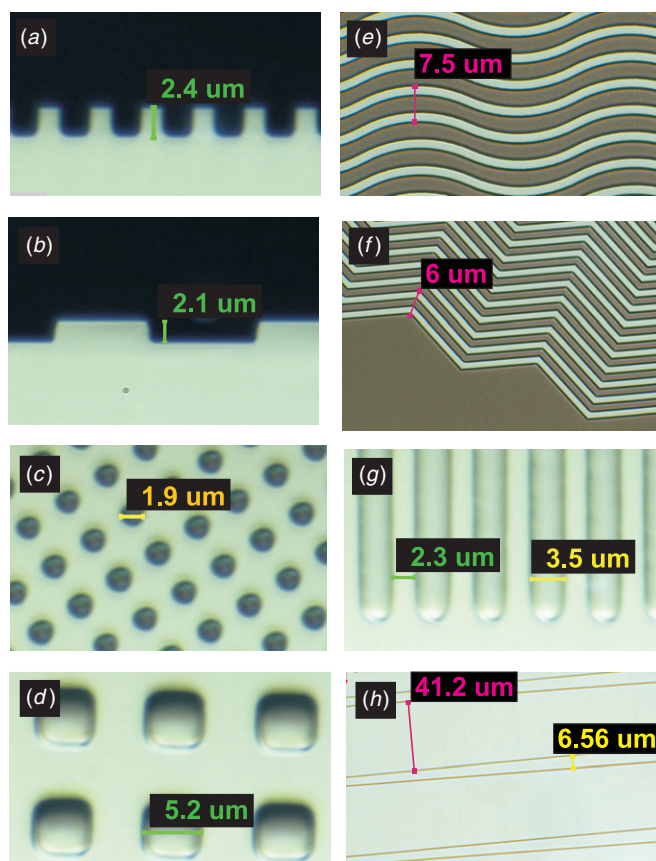 (a)
2.4 um
(b)
2.1 um
(c)
1.9 um
(d)
5.2 um
(e)
7.5 um
(f)
6 um
(g)
2.3 um
3.5 um
(h)
41.2 um
6.56 um